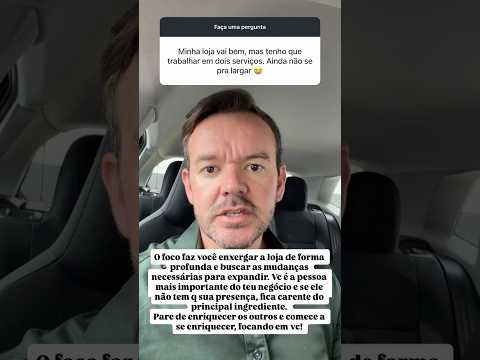 Faça uma pergunta
Minha loja vai bem, mas tenho que
trabalhar em dois serviços. Ainda não se
pra largar 😂
O foco faz você enxergar a loja de forma
profunda e buscar as mudanças
necessárias para expandir. Vc é a pessoa
mais importante do teu negócio e se ele
não tem q sua presença, fica carente do
principal ingrediente.
Pare de enriquecer os outros e comece a
se enriquecer, focando em vc!